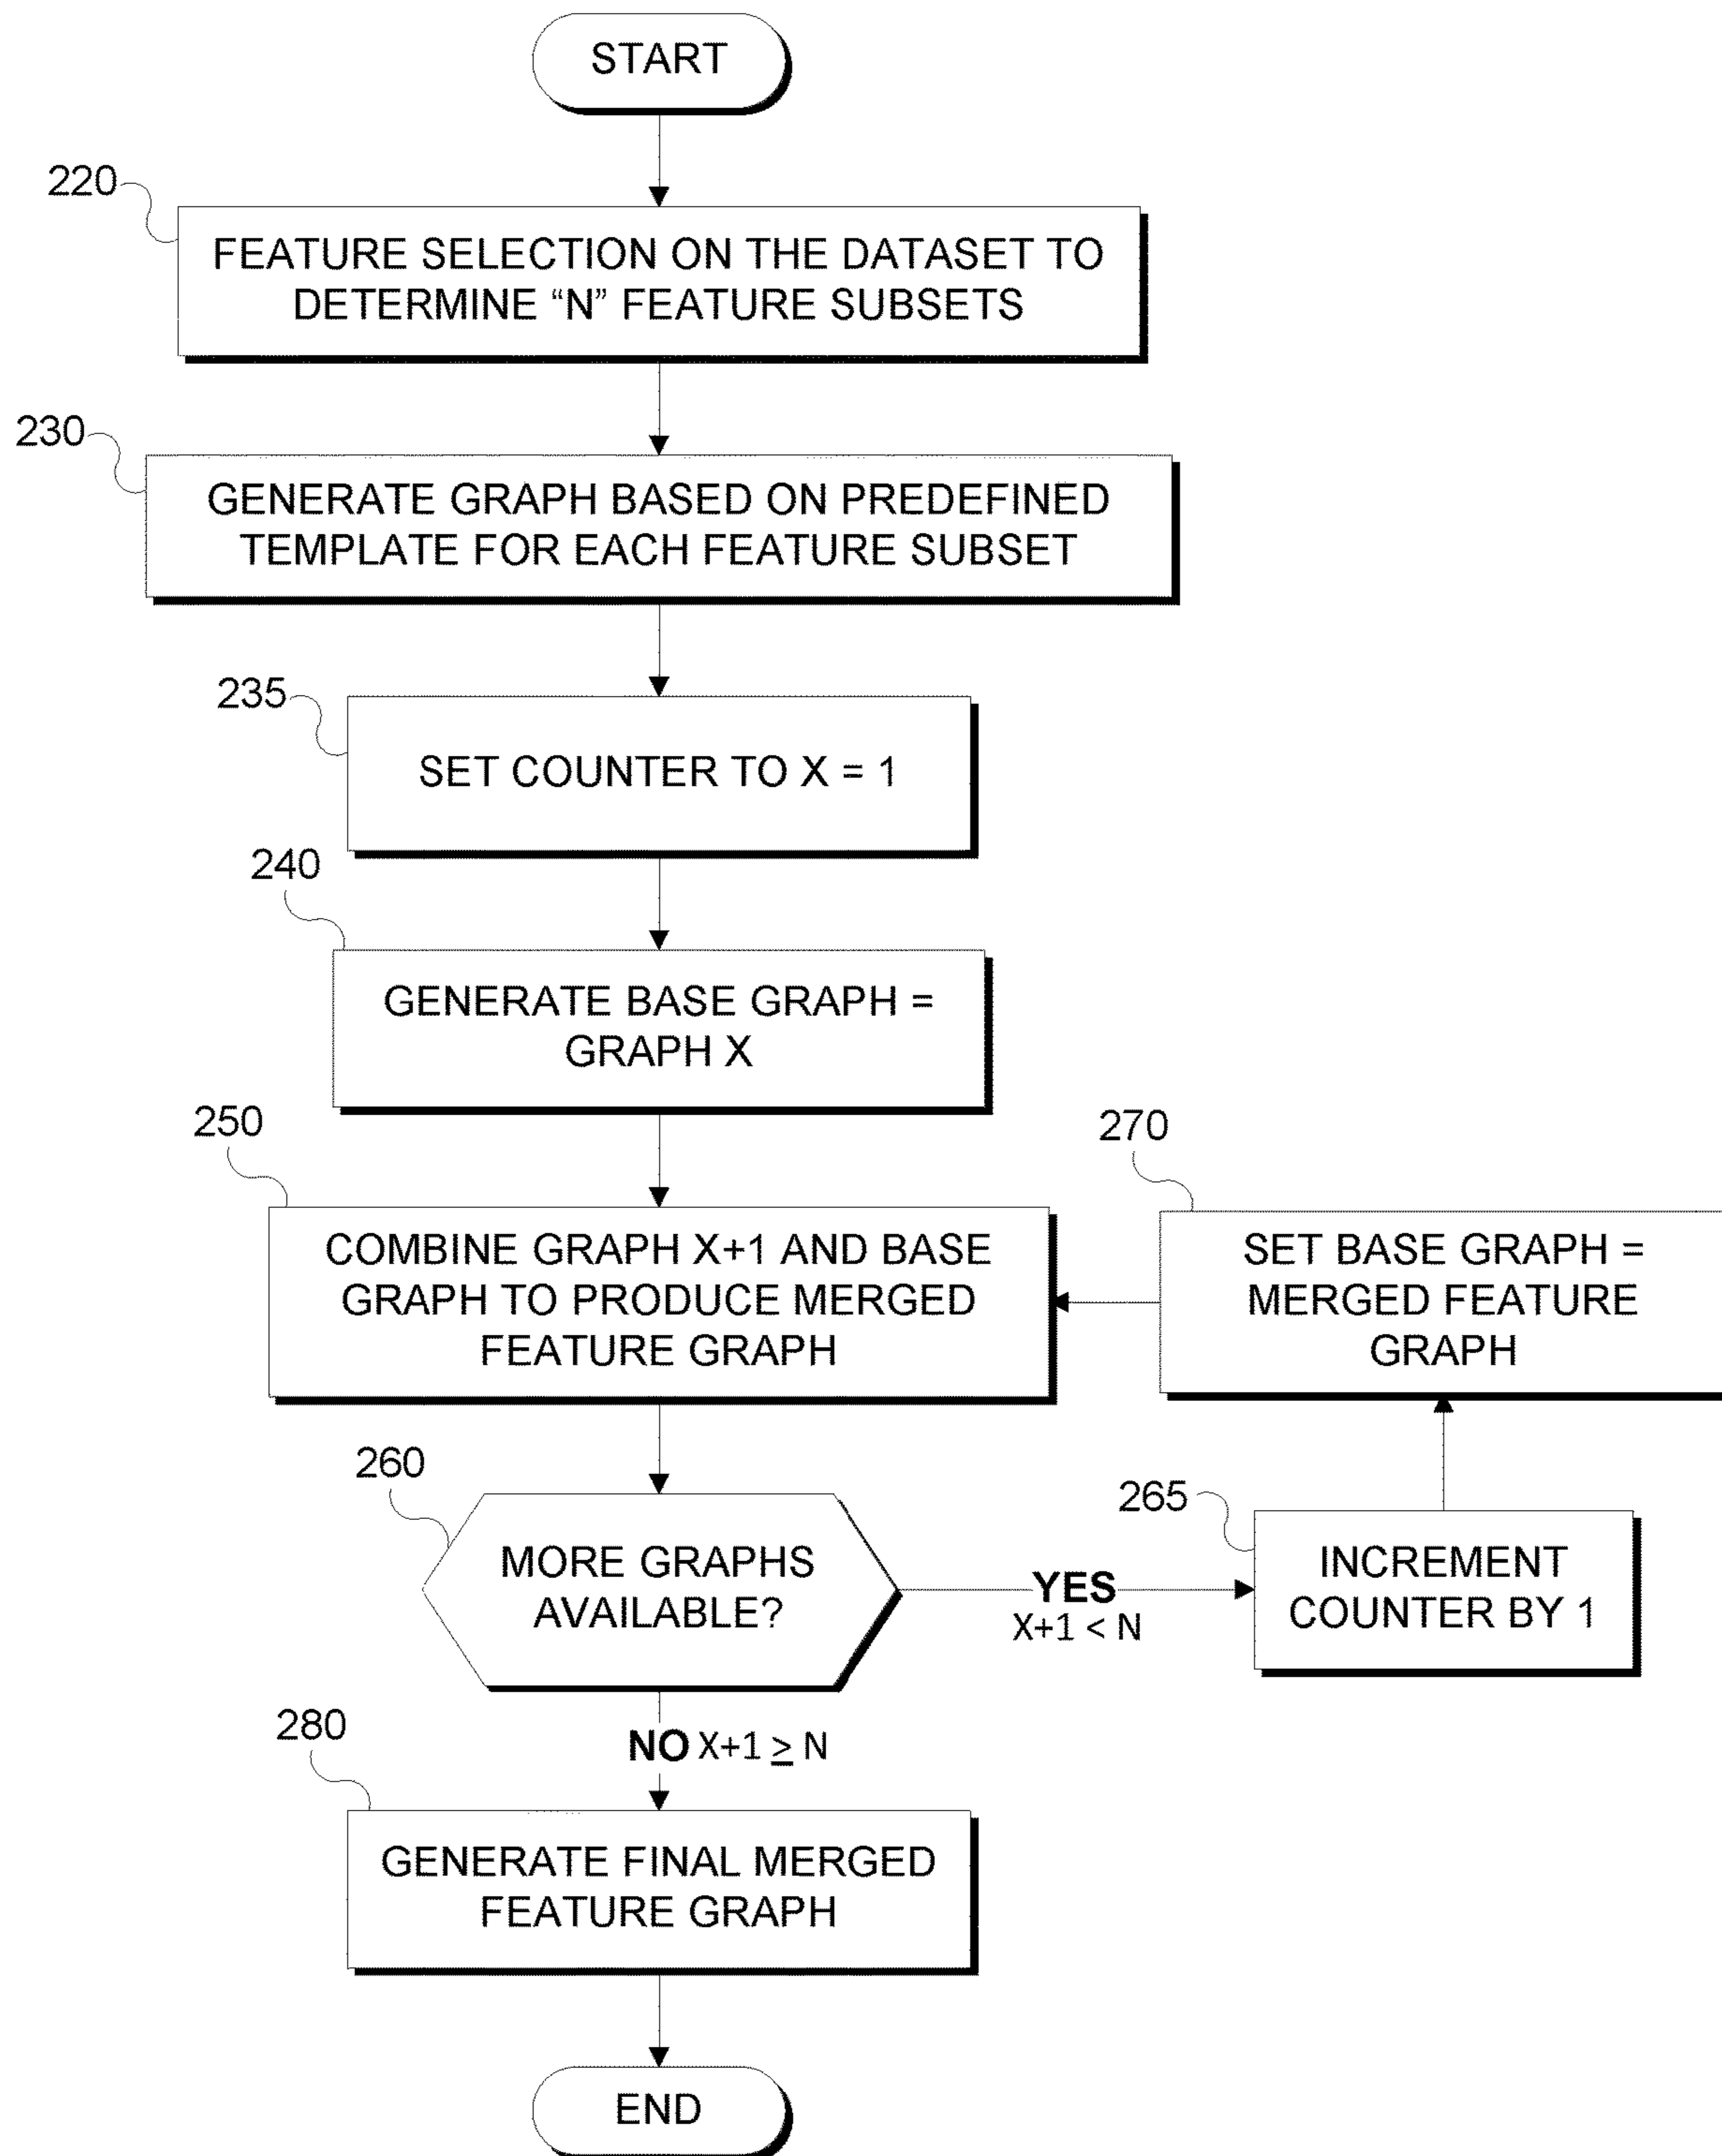 START
220
FEATURE SELECTION ON THE DATASET TO
DETERMINE “N” FEATURE SUBSETS
230
GENERATE GRAPH BASED ON PREDEFINED
TEMPLATE FOR EACH FEATURE SUBSET
235
SET COUNTER TO X = 1
240
GENERATE BASE GRAPH =
GRAPH X
250
COMBINE GRAPH X+1 AND BASE
GRAPH TO PRODUCE MERGED
FEATURE GRAPH
270
SET BASE GRAPH =
MERGED FEATURE
GRAPH
260
MORE GRAPHS
AVAILABLE?
YES
X+1 < N
265
INCREMENT
COUNTER BY 1
NO X+1 ≥ N
280
GENERATE FINAL MERGED
FEATURE GRAPH
END